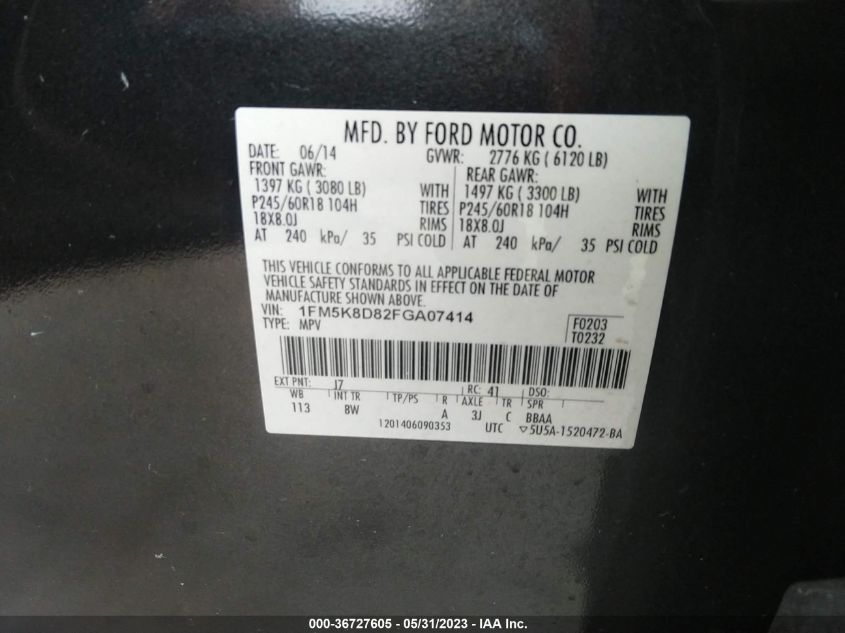 MFD. BY FORD MOTOR CO.
DATE: 06/14 GVWR: 2776 KG ( 6120 LB)
FRONT GAWR: REAR GAWR:
1397 KG ( 3080 LB) WITH 1497 KG ( 3300 LB) WITH
P245/60R18 104H TIRES P245/60R18 104H TIRES
18X8.0J RIMS 18X8.0J RIMS
AT 240 kPa/ 35 PSI COLD AT 240 kPa/ 35 PSI COLD
THIS VEHICLE CONFORMS TO ALL APPLICABLE FEDERAL MOTOR
VEHICLE SAFETY STANDARDS IN EFFECT ON THE DATE OF
MANUFACTURE SHOWN ABOVE.
VIN: 1FM5K8D82FGA07414 F0203
TYPE: MPV T0232
EXT PNT: J7 RC: 41 DSO:
WB INT TR TP/PS R AXLE TR SPR
113 BW A 3J C BBAA
1201406090353 UTC ▽5U5A-1520472-BA
000-36727605 - 05/31/2023 - IAA Inc.